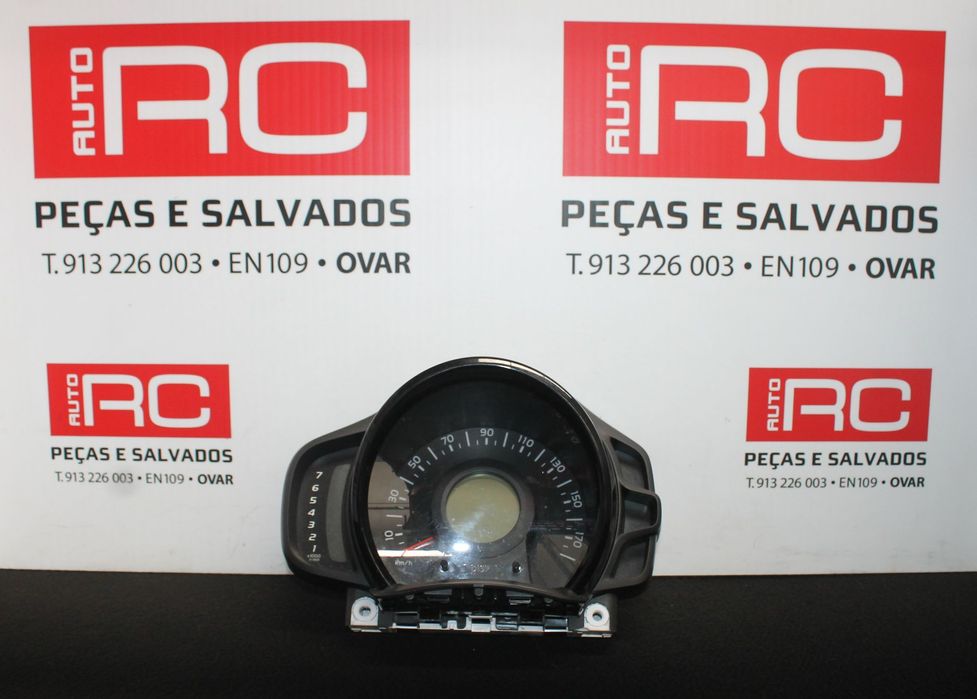 AUTO RC
PEÇAS E SALVADOS
T. 913 226 003 • EN109 • OVAR
AUTO RC
PEÇAS E SALVADOS
T. 913 226 003 • EN109 • OVAR
AUTO RC
PEÇAS E SALVADOS
T. 913 226 003 • EN109 • OVAR
AUTO RC
PEÇAS E SALVADOS
T. 913 226 003 • EN109 • OVAR
7
6
5
4
3
2
1
10 30 50 70 90 110 130 150 170
km/h